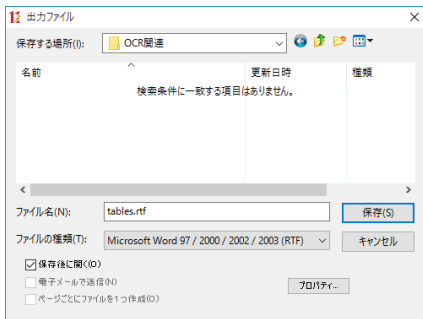 出力ファイル
保存する場所(I): OCR関連
名前 更新日時 種類
検索条件に一致する項目はありません。
ファイル名(N): tables.rtf 保存(S)
ファイルの種類(T): Microsoft Word 97 / 2000 / 2002 / 2003 (RTF) キャンセル
保存後に開く(O)
電子メールで送信(N) プロパティ...
ページごとにファイルを1つ作成(O)